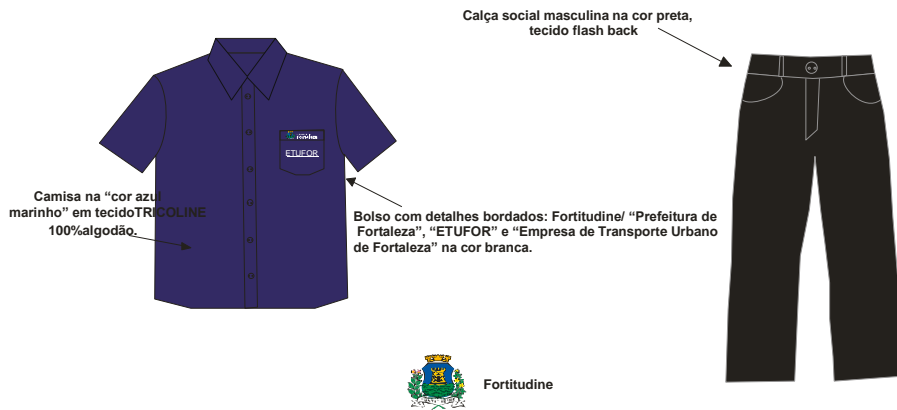 Calça social masculina na cor preta,
tecido flash back
ETUFOR
Camisa na “cor azul
marinho” em tecidoTRICOLINE
100%algodão.
Bolso com detalhes bordados: Fortitudine/ “Prefeitura de
Fortaleza”, “ETUFOR” e “Empresa de Transporte Urbano
de Fortaleza” na cor branca.
Fortitudine